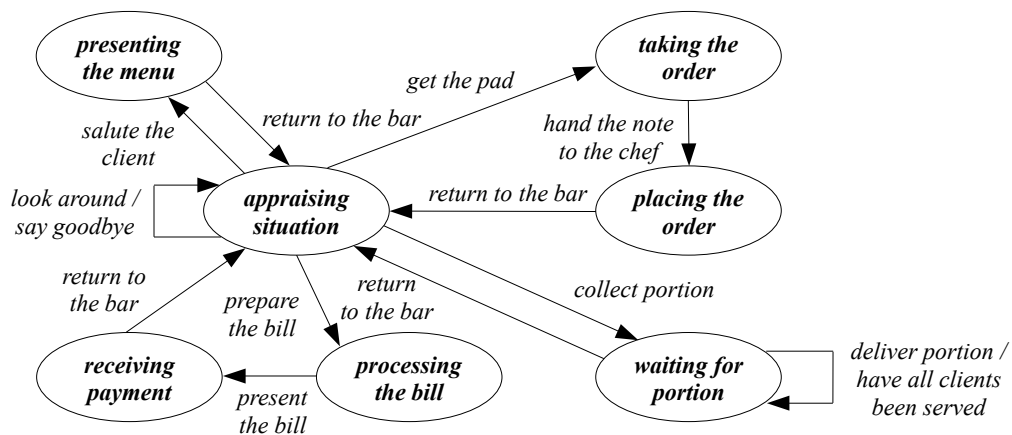 presenting
the menu
taking the
order
get the pad
return to the bar
salute the
client
hand the note
to the chef
look around /
say goodbye
appraising
situation
return to the bar
placing the
order
return to
the bar
prepare
the bill
return
to the bar
collect portion
receiving
payment
present
the bill
processing
the bill
waiting for
portion
deliver portion /
have all clients
been served